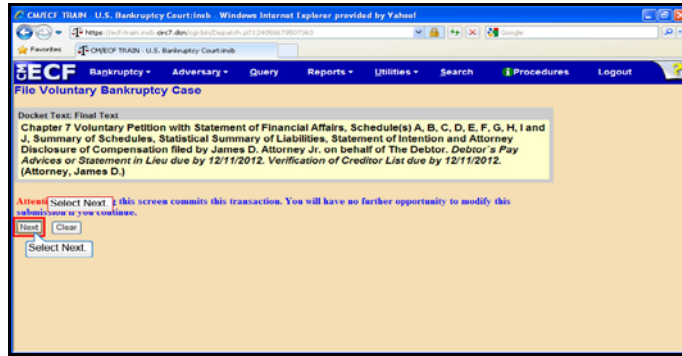 CM/ECF TRAIN - U.S. Bankruptcy Court:insb - Windows Internet Explorer provided by Yahoo!
Google
Favorites CM/ECF TRAIN - U.S. Bankruptcy Court:insb
ECF Bankruptcy Adversary Query Reports Utilities Search Procedures Logout ?
File Voluntary Bankruptcy Case
Docket Text: Final Text
Chapter 7 Voluntary Petition with Statement of Financial Affairs, Schedule(s) A, B, C, D, E, F, G, H, I and
J, Summary of Schedules, Statistical Summary of Liabilities, Statement of Intention and Attorney
Disclosure of Compensation filed by James D. Attorney Jr. on behalf of The Debtor. Debtor's Pay
Advices or Statement in Lieu due by 12/11/2012. Verification of Creditor List due by 12/11/2012.
(Attorney, James D.)
Select Next. this screen commits this transaction. You will have no further opportunity to modify this
submission if you continue.
Next Clear
Select Next.